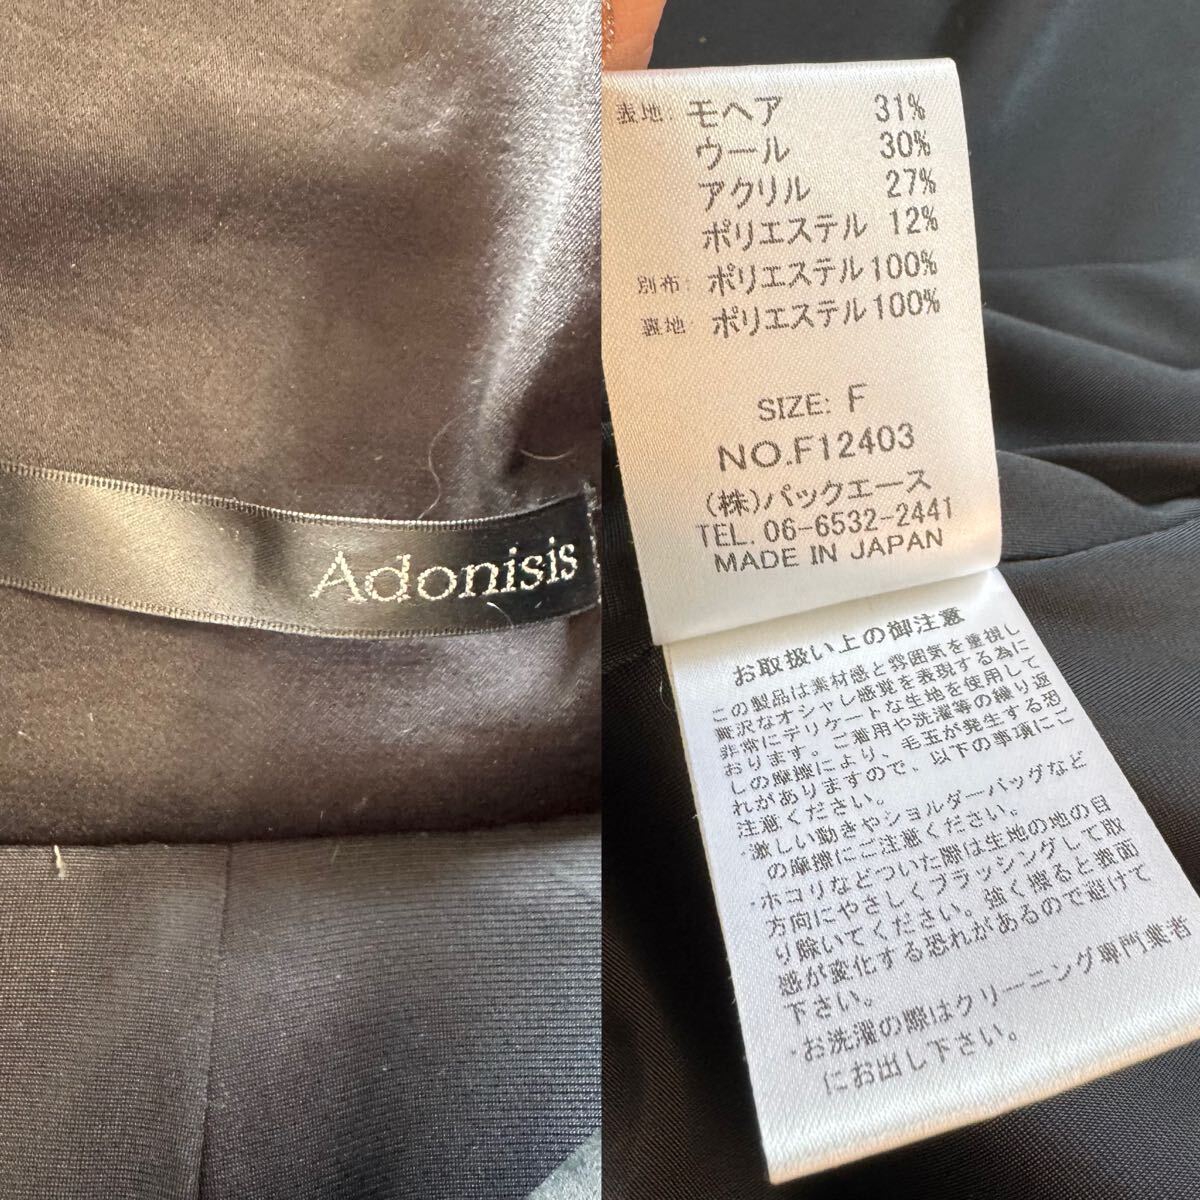 Adonisis
表地: モヘア 31%
ウール 30%
アクリル 27%
ポリエステル 12%
別布: ポリエステル100%
裏地: ポリエステル100%
SIZE: F
NO.F12403
(株)パックエース
TEL. 06-6532-2441
MADE IN JAPAN
お取扱い上の御注意
この製品は素材感と雰囲気を重視し
贅沢なオシャレ感覚を表現する為に
非常にデリケートな生地を使用して
おります。ご着用や洗濯等の繰り返
しの摩擦により、毛玉が発生する恐
れがありますので、以下の事項にご
注意ください。
・激しい動きやショルダーバッグなど
の摩擦にご注意ください。
・ホコリなどついた際は生地の地の目
方向にやさしくブラッシングして取
り除いてください。強く擦ると表面
感が変化する恐れがあるので避けて
下さい。
・お洗濯の際はクリーニング専門業者
にお出し下さい。